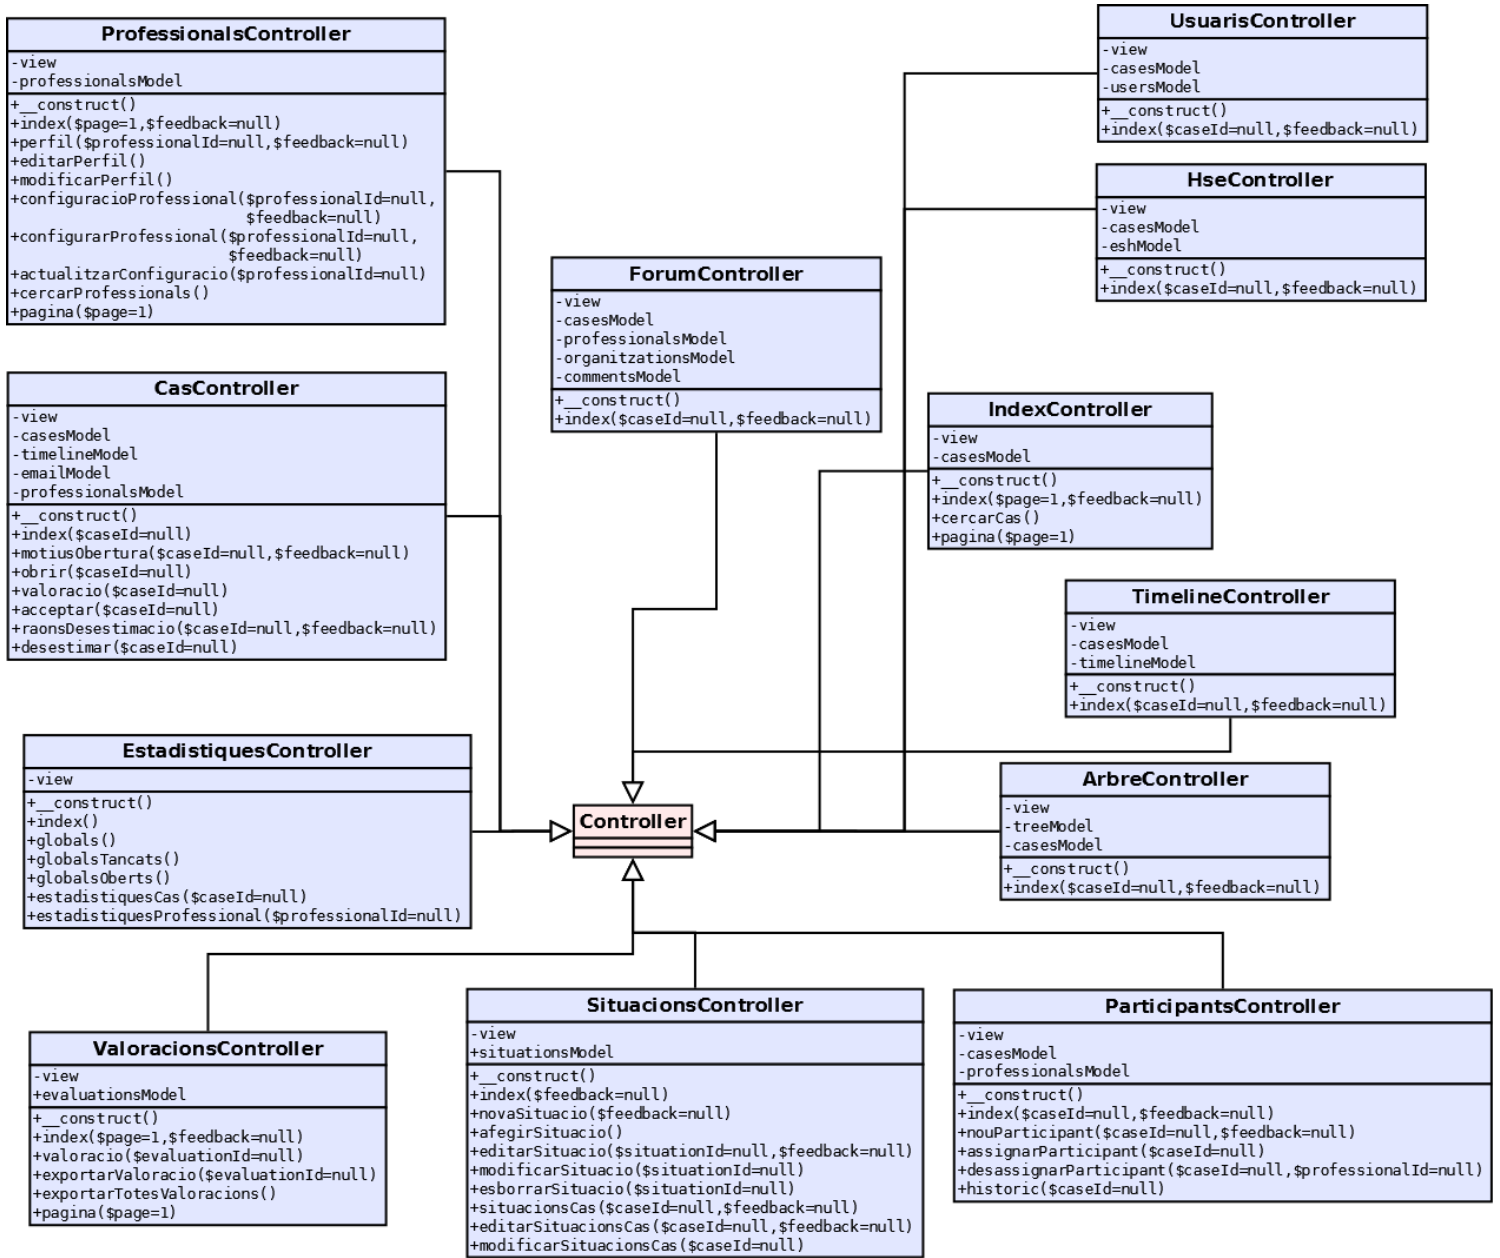 ProfessionalsController
-view
-professionalsModel
+__construct()
+index($page=1,$feedback=null)
+perfil($professionalId=null,$feedback=null)
+editarPerfil()
+modificarPerfil()
+configuracioProfessional($professionalId=null,
$feedback=null)
+configurarProfessional($professionalId=null,
$feedback=null)
+actualitzarConfiguracio($professionalId=null)
+cercarProfessionals()
+pagina($page=1)
UsuarisController
-view
-casesModel
-usersModel
+__construct()
+index($caseId=null,$feedback=null)
HseController
-view
-casesModel
-eshModel
+__construct()
+index($caseId=null,$feedback=null)
ForumController
-view
-casesModel
-professionalsModel
-organitzationsModel
-commentsModel
+__construct()
+index($caseId=null,$feedback=null)
CasController
-view
-casesModel
-timelineModel
-emailModel
-professionalsModel
+__construct()
+index($caseId=null)
+motiusObertura($caseId=null,$feedback=null)
+obrir($caseId=null)
+valoracio($caseId=null)
+acceptar($caseId=null)
+raonsDesestimacio($caseId=null,$feedback=null)
+desestimar($caseId=null)
IndexController
-view
-casesModel
+__construct()
+index($page=1,$feedback=null)
+cercarCas()
+pagina($page=1)
TimelineController
-view
-casesModel
-timelineModel
+__construct()
+index($caseId=null,$feedback=null)
EstadistiquesController
-view
+__construct()
+index()
+globals()
+globalsTancats()
+globalsOberts()
+estadistiquesCas($caseId=null)
+estadistiquesProfessional($professionalId=null)
Controller
ArbreController
-view
-treeModel
-casesModel
+__construct()
+index($caseId=null,$feedback=null)
ValoracionsController
-view
+evaluationsModel
+__construct()
+index($page=1,$feedback=null)
+valoracio($evaluationId=null)
+exportarValoracio($evaluationId=null)
+exportarTotesValoracions()
+pagina($page=1)
SituacionsController
-view
+situationsModel
+__construct()
+index($feedback=null)
+novaSituacio($feedback=null)
+afegirSituacio()
+editarSituacio($situationId=null,$feedback=null)
+modificarSituacio($situationId=null)
+esborrarSituacio($situationId=null)
+situacionsCas($caseId=null,$feedback=null)
+editarSituacionsCas($caseId=null,$feedback=null)
+modificarSituacionsCas($caseId=null)
ParticipantsController
-view
-casesModel
-professionalsModel
+__construct()
+index($caseId=null,$feedback=null)
+nouParticipant($caseId=null,$feedback=null)
+assignarParticipant($caseId=null)
+desassignarParticipant($caseId=null,$professionalId=null)
+historic($caseId=null)